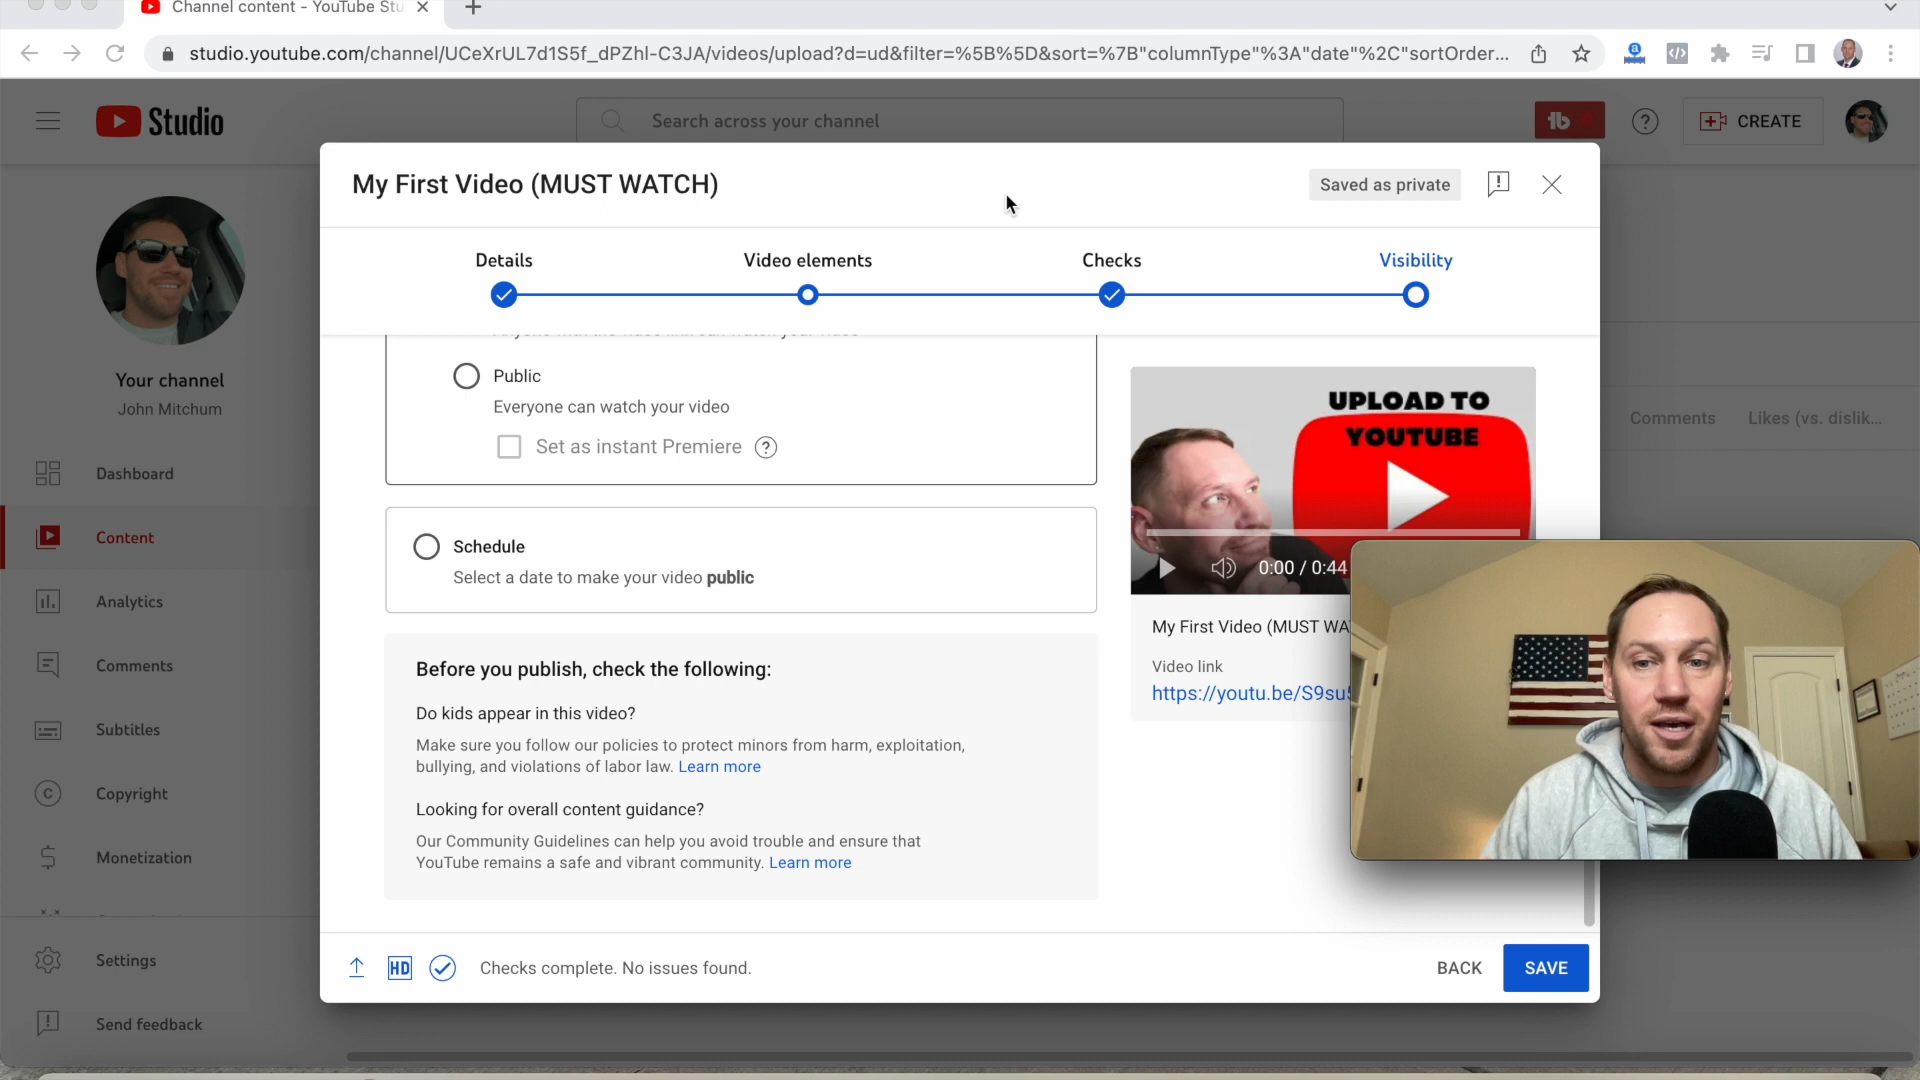 Channel content - YouTube Stu
studio.youtube.com/channel/UCeXrUL7d1S5f_dPZhl-C3JA/videos/upload?d=ud&filter=%5B%5D&sort=%7B"columnType"%3A"date"%2C"sortOrder...
Studio
Search across your channel
tb
CREATE
My First Video (MUST WATCH)
Saved as private
Details
Video elements
Checks
Visibility
Public
Everyone can watch your video
Set as instant Premiere
Schedule
Select a date to make your video public
Before you publish, check the following:
Do kids appear in this video?
Make sure you follow our policies to protect minors from harm, exploitation,
bullying, and violations of labor law. Learn more
Looking for overall content guidance?
Our Community Guidelines can help you avoid trouble and ensure that
YouTube remains a safe and vibrant community. Learn more
UPLOAD TO
YOUTUBE
0:00 / 0:44
My First Video (MUST WA
Video link
https://youtu.be/S9su
Your channel
John Mitchum
Dashboard
Content
Analytics
Comments
Subtitles
Copyright
Monetization
Settings
Send feedback
Comments
Likes (vs. dislik...
HD
Checks complete. No issues found.
BACK
SAVE